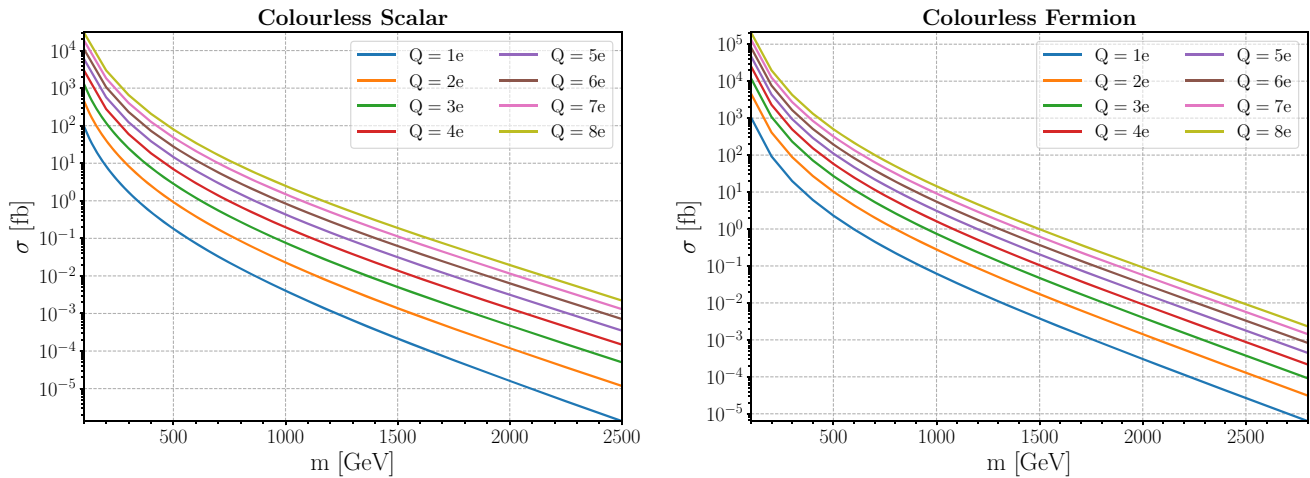 Colourless Scalar
σ [fb]
10^4
10^3
10^2
10^1
10^0
10^-1
10^-2
10^-3
10^-4
10^-5
Q = 1e
Q = 2e
Q = 3e
Q = 4e
Q = 5e
Q = 6e
Q = 7e
Q = 8e
500
1000
1500
2000
2500
m [GeV]
Colourless Fermion
σ [fb]
10^5
10^4
10^3
10^2
10^1
10^0
10^-1
10^-2
10^-3
10^-4
10^-5
Q = 1e
Q = 2e
Q = 3e
Q = 4e
Q = 5e
Q = 6e
Q = 7e
Q = 8e
500
1000
1500
2000
2500
m [GeV]